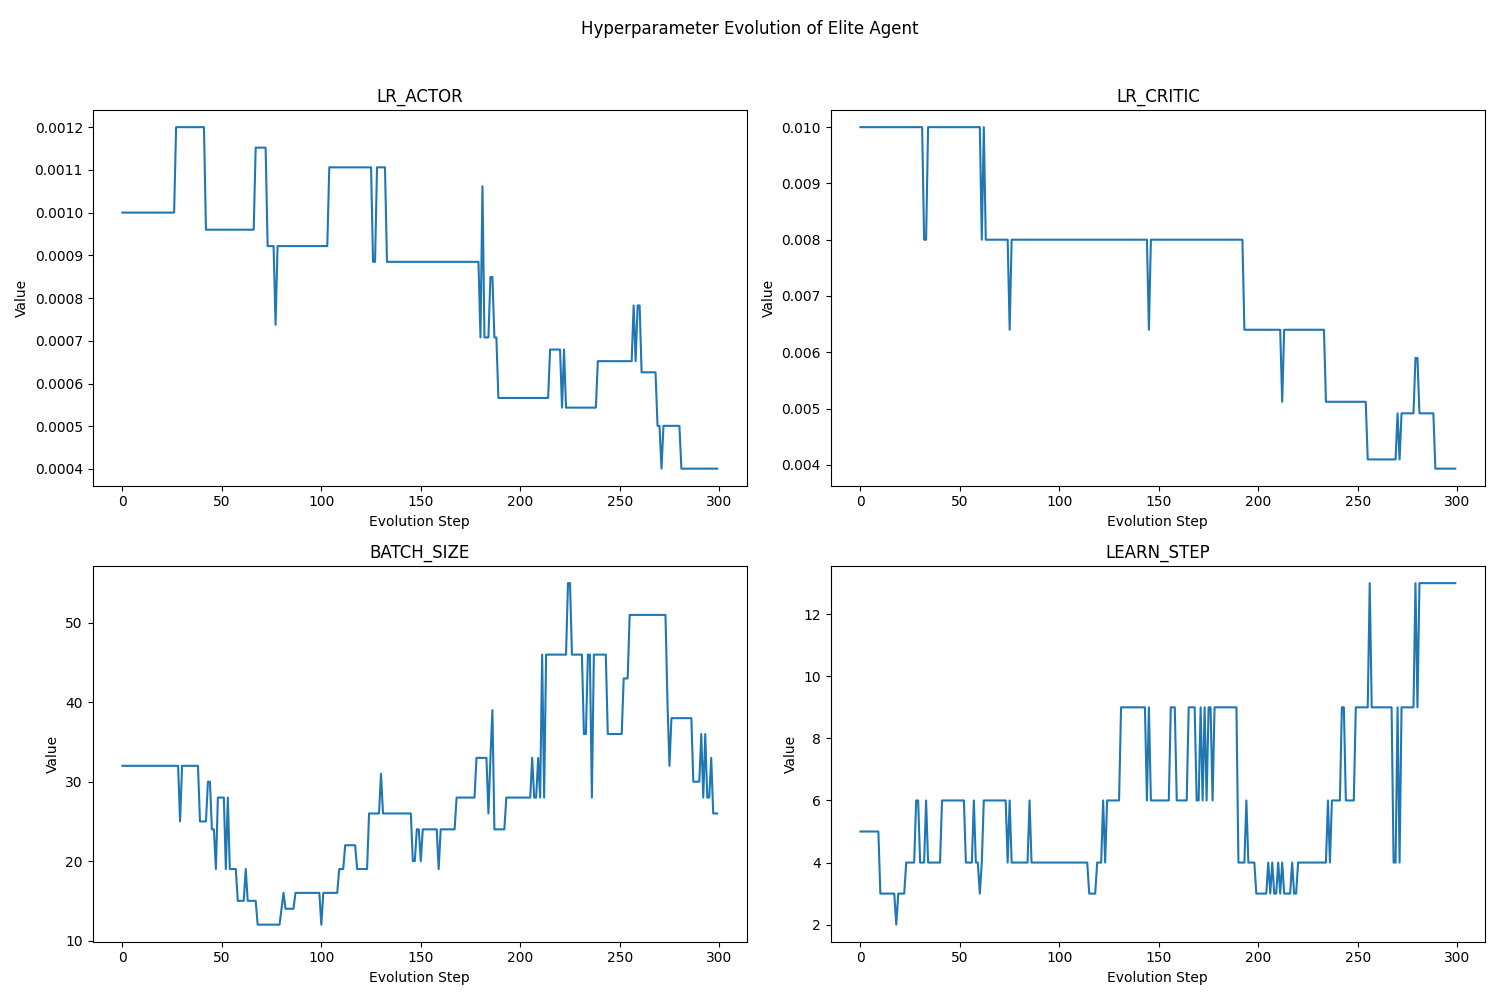 Hyperparameter Evolution of Elite Agent
LR_ACTOR
0.0012
0.0011
0.0010
0.0009
0.0008
0.0007
0.0006
0.0005
0.0004
Value
0 50 100 150 200 250 300
Evolution Step
LR_CRITIC
0.010
0.009
0.008
0.007
0.006
0.005
0.004
Value
0 50 100 150 200 250 300
Evolution Step
BATCH_SIZE
50
40
30
20
10
Value
0 50 100 150 200 250 300
Evolution Step
LEARN_STEP
12
10
8
6
4
2
Value
0 50 100 150 200 250 300
Evolution Step